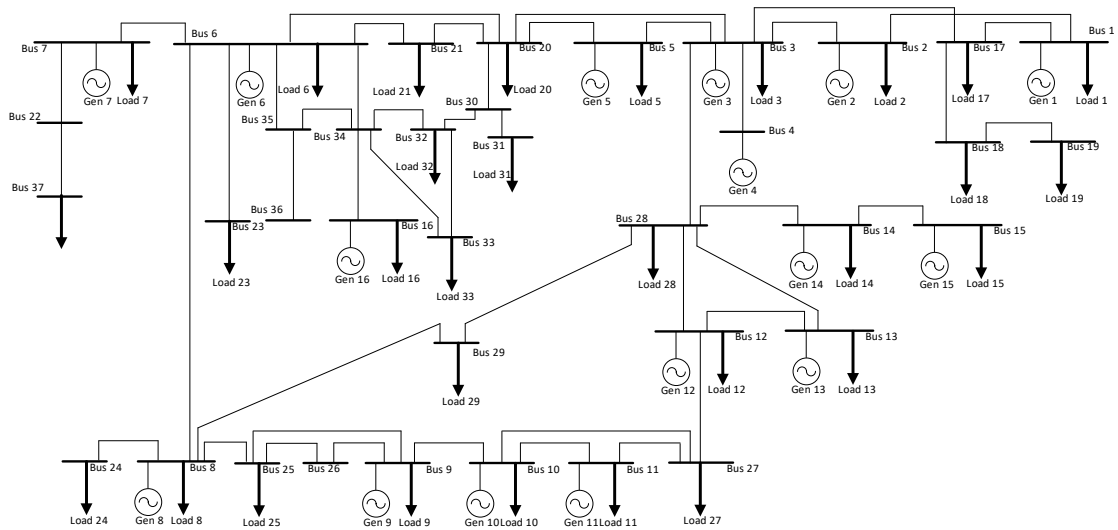 Bus 7
Bus 6
Bus 21
Bus 20
Bus 5
Bus 3
Bus 2
Bus 17
Bus 1
Gen 7
Load 7
Gen 6
Load 6
Load 21
Load 20
Gen 5
Load 5
Gen 3
Load 3
Gen 2
Load 2
Load 17
Gen 1
Load 1
Bus 22
Bus 35
Bus 34
Bus 32
Bus 30
Bus 31
Bus 4
Bus 18
Bus 19
Load 32
Load 31
Gen 4
Bus 37
Load 18
Load 19
Bus 23
Bus 36
Bus 16
Bus 33
Bus 28
Bus 14
Bus 15
Load 23
Gen 16
Load 16
Load 33
Load 28
Gen 14
Load 14
Gen 15
Load 15
Bus 29
Bus 12
Bus 13
Load 29
Gen 12
Load 12
Gen 13
Load 13
Bus 24
Bus 8
Bus 25
Bus 26
Bus 9
Bus 10
Bus 11
Bus 27
Load 24
Gen 8
Load 8
Load 25
Gen 9
Load 9
Gen 10
Load 10
Gen 11
Load 11
Load 27